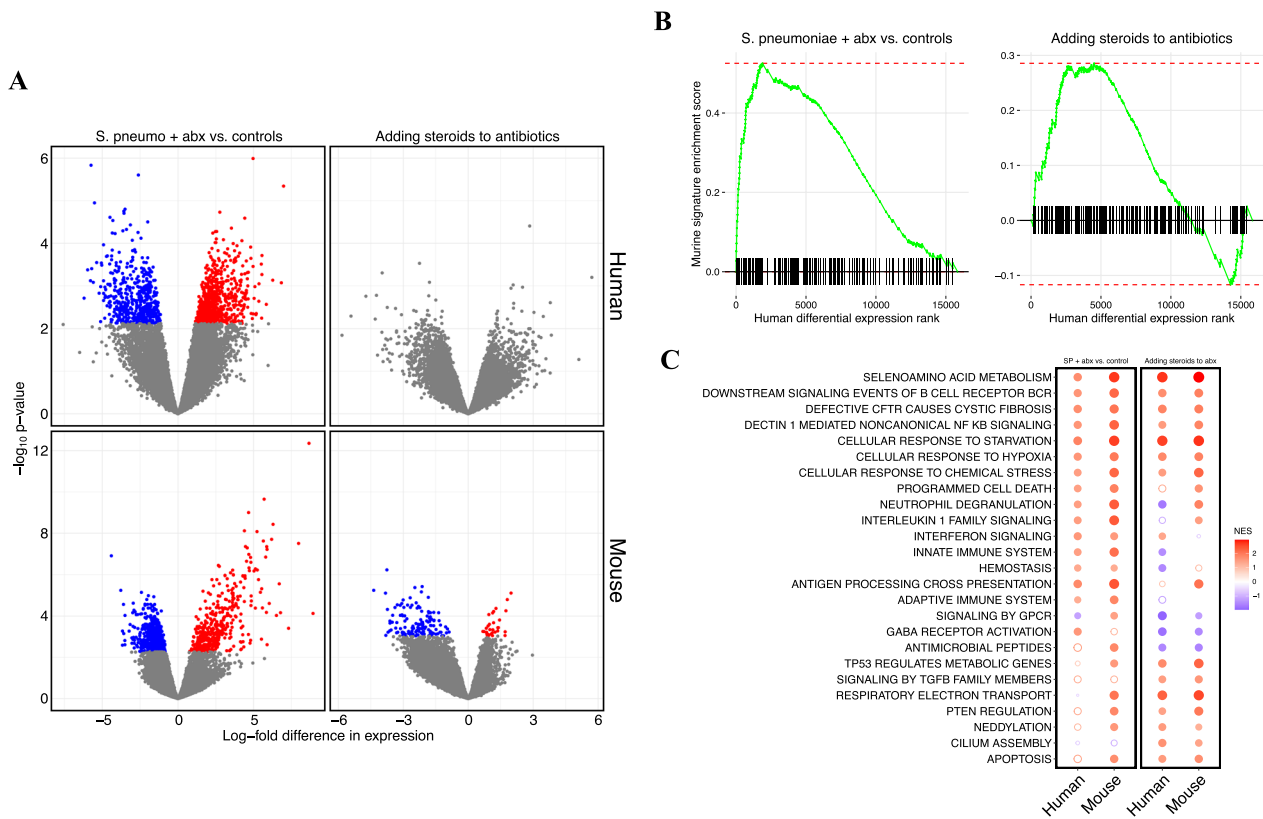 A
S. pneumo + abx vs. controls
Adding steroids to antibiotics
6
4
2
0
Human
12
8
4
0
Mouse
−log10 p−value
−5
0
5
−6
−3
0
3
6
Log−fold difference in expression
B
S. pneumoniae + abx vs. controls
Adding steroids to antibiotics
Murine signature enrichment score
0.4
0.2
0.0
0
5000
10000
15000
Human differential expression rank
0.3
0.2
0.1
0.0
−0.1
0
5000
10000
15000
Human differential expression rank
C
SP + abx vs. control
Adding steroids to abx
SELENOAMINO ACID METABOLISM
DOWNSTREAM SIGNALING EVENTS OF B CELL RECEPTOR BCR
DEFECTIVE CFTR CAUSES CYSTIC FIBROSIS
DECTIN 1 MEDIATED NONCANONICAL NF KB SIGNALING
CELLULAR RESPONSE TO STARVATION
CELLULAR RESPONSE TO HYPOXIA
CELLULAR RESPONSE TO CHEMICAL STRESS
PROGRAMMED CELL DEATH
NEUTROPHIL DEGRANULATION
INTERLEUKIN 1 FAMILY SIGNALING
INTERFERON SIGNALING
INNATE IMMUNE SYSTEM
HEMOSTASIS
ANTIGEN PROCESSING CROSS PRESENTATION
ADAPTIVE IMMUNE SYSTEM
SIGNALING BY GPCR
GABA RECEPTOR ACTIVATION
ANTIMICROBIAL PEPTIDES
TP53 REGULATES METABOLIC GENES
SIGNALING BY TGFB FAMILY MEMBERS
RESPIRATORY ELECTRON TRANSPORT
PTEN REGULATION
NEDDYLATION
CILIUM ASSEMBLY
APOPTOSIS
Human
Mouse
Human
Mouse
NES
2
1
0
−1